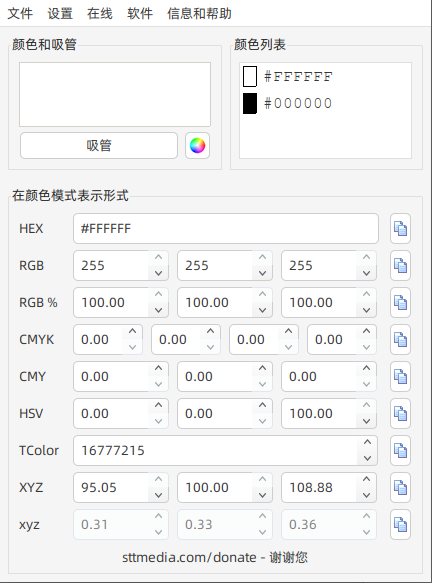 文件 设置 在线 软件 信息和帮助
颜色和吸管
吸管
颜色列表
#FFFFFF
#000000
在颜色模式表示形式
HEX #FFFFFF
RGB 255 255 255
RGB % 100.00 100.00 100.00
CMYK 0.00 0.00 0.00 0.00
CMY 0.00 0.00 0.00
HSV 0.00 0.00 100.00
TColor 16777215
XYZ 95.05 100.00 108.88
xyz 0.31 0.33 0.36
sttmedia.com/donate - 谢谢您